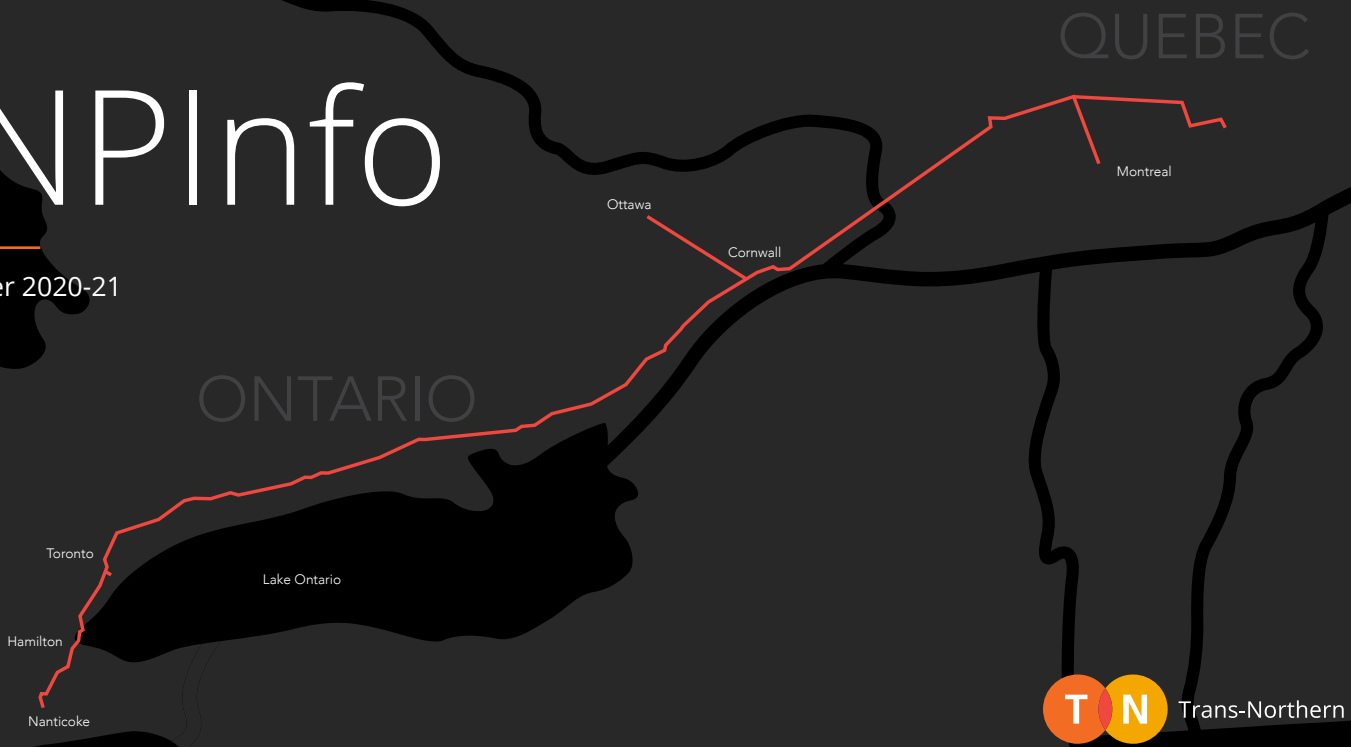 QUEBEC
NPInfo
Montreal
Ottawa
Cornwall
er 2020-21
ONTARIO
Toronto
Lake Ontario
Hamilton
Nanticoke
T N Trans-Northern